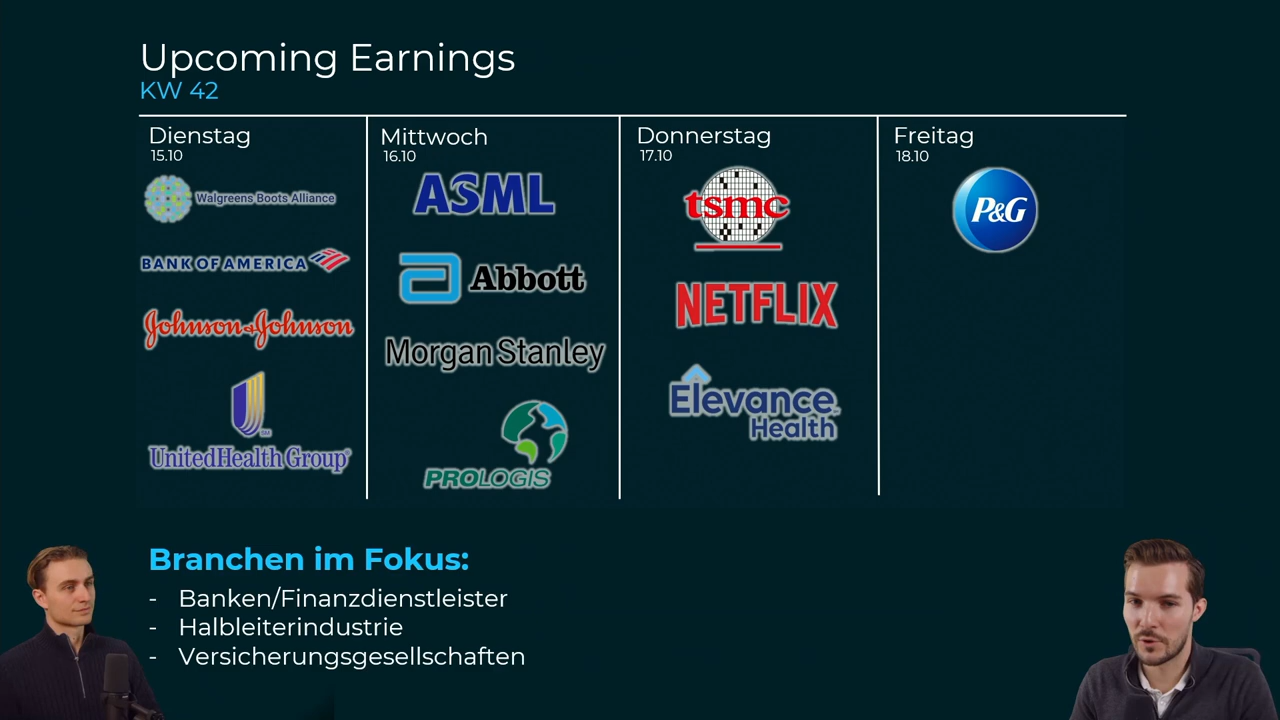 Upcoming Earnings
KW 42
Dienstag
15.10
Walgreens Boots Alliance
BANK OF AMERICA
Johnson & Johnson
UnitedHealth Group
Mittwoch
16.10
ASML
Abbott
Morgan Stanley
PROLOGIS
Donnerstag
17.10
tsmc
NETFLIX
Elevance
Health
Freitag
18.10
P&G
Branchen im Fokus:
- Banken/Finanzdienstleister
- Halbleiterindustrie
- Versicherungsgesellschaften